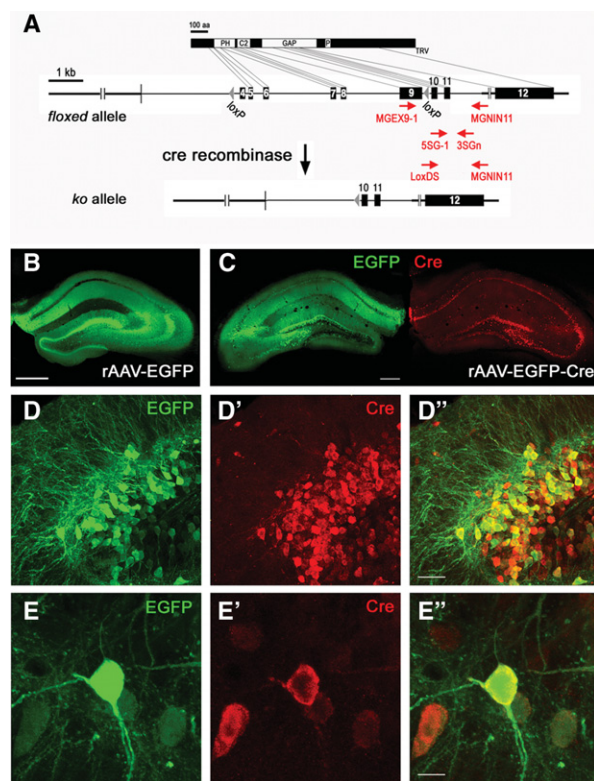 A
100 aa
PH C2 GAP P
TRV
1 kb
4 5 6 7 8 9 10 11 12
loxP loxP
floxed allele
MGEX9-1 MGNIN11
5SG-1 3SGn
cre recombinase
LoxDS MGNIN11
10 11
ko allele
12
B C EGFP Cre
rAAV-EGFP rAAV-EGFP-Cre
D EGFP D' Cre D"
E EGFP E' Cre E"